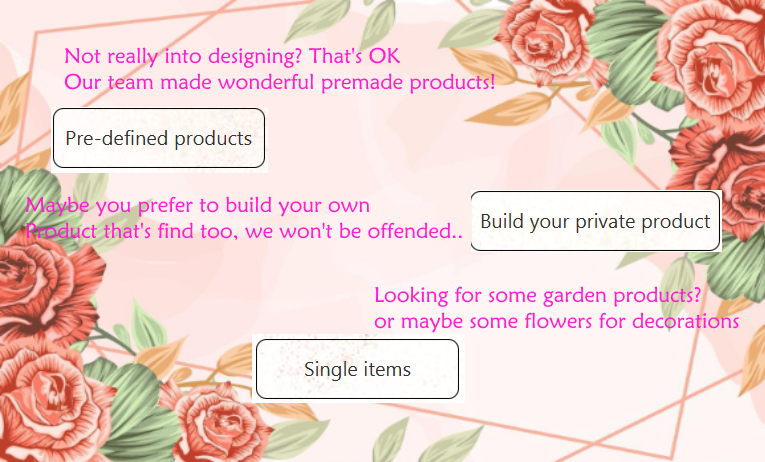 Not really into designing? That's OK
Our team made wonderful premade products!
Pre-defined products
Maybe you prefer to build your own
Product that's find too, we won't be offended..
Build your private product
Looking for some garden products?
or maybe some flowers for decorations
Single items